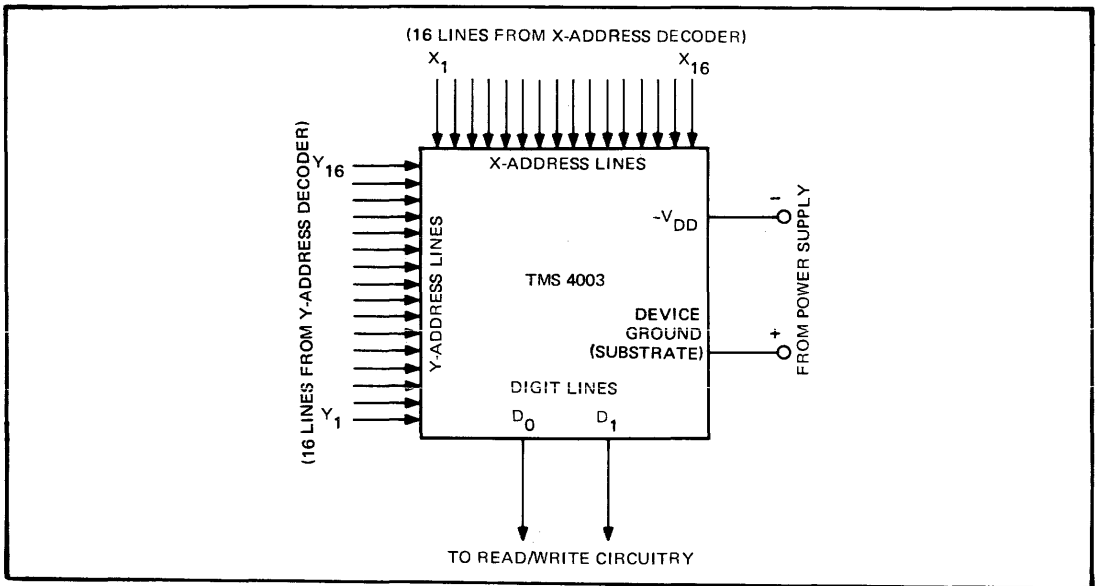 (16 LINES FROM X-ADDRESS DECODER)
X1 X16
X-ADDRESS LINES
(16 LINES FROM Y-ADDRESS DECODER)
Y16
Y1
Y-ADDRESS LINES
-VDD
-
TMS 4003
DEVICE
GROUND
(SUBSTRATE)
+
FROM POWER SUPPLY
DIGIT LINES
D0 D1
TO READ/WRITE CIRCUITRY